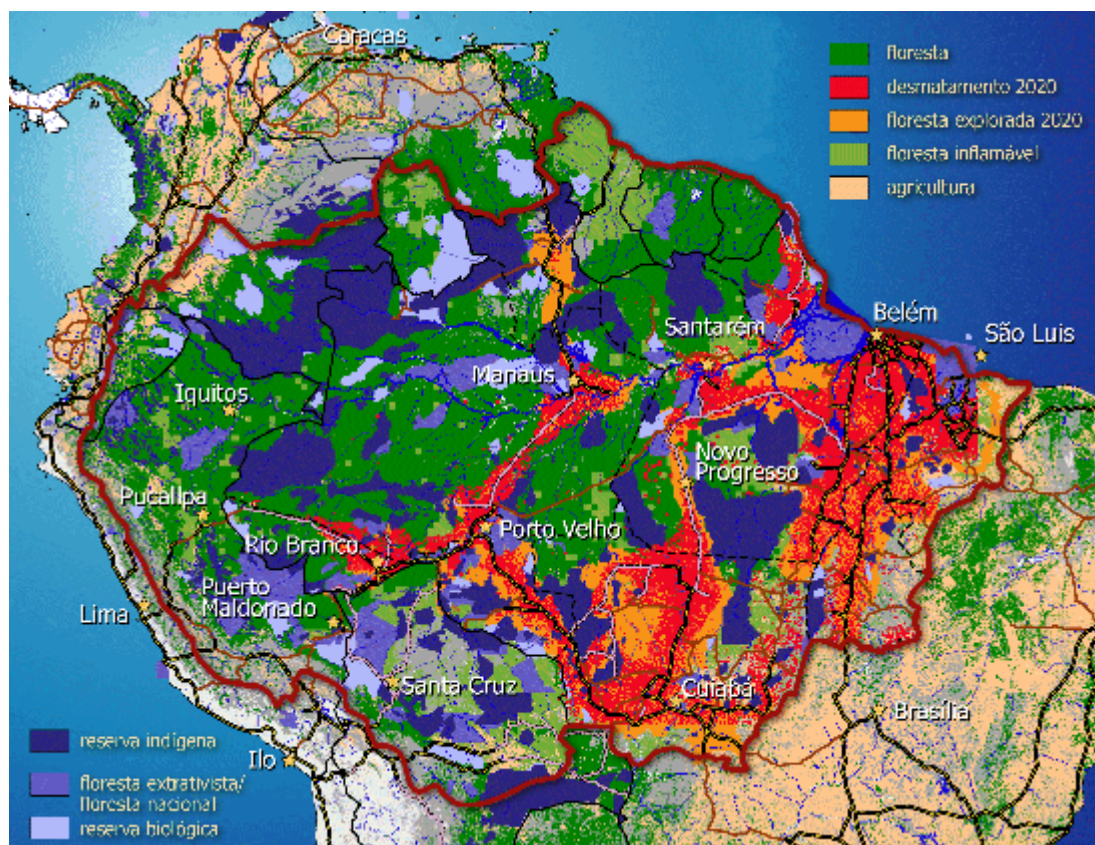 Caracas
floresta
desmatamento 2020
floresta explorada 2020
floresta inflamável
agricultura
Belém
São Luis
Santarém
Manaus
Iquitos
Novo
Progresso
Pucallpa
Porto Velho
Rio Branco
Puerto
Maldonado
Lima
Santa Cruz
Cuiabá
Brasília
reserva indígena
Ilo
floresta extrativista/
floresta nacional
reserva biológica